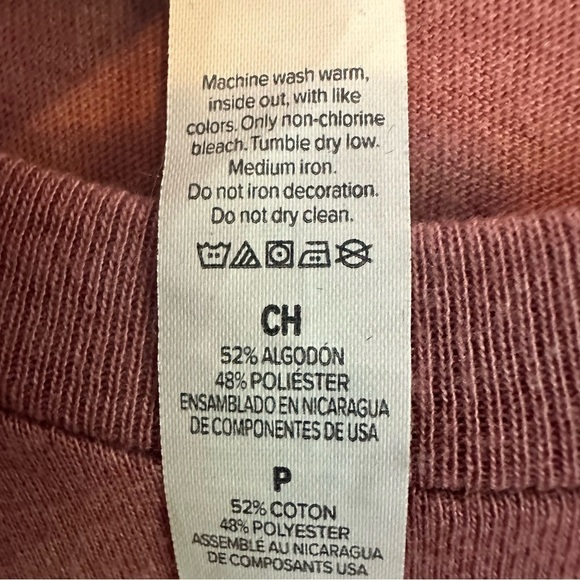 Machine wash warm,
inside out, with like
colors. Only non-chlorine
bleach. Tumble dry low.
Medium iron.
Do not iron decoration.
Do not dry clean.
CH
52% ALGODÓN
48% POLIÉSTER
ENSAMBLADO EN NICARAGUA
DE COMPONENTES DE USA
P
52% COTON
48% POLYESTER
ASSEMBLÉ AU NICARAGUA
DE COMPOSANTS USA